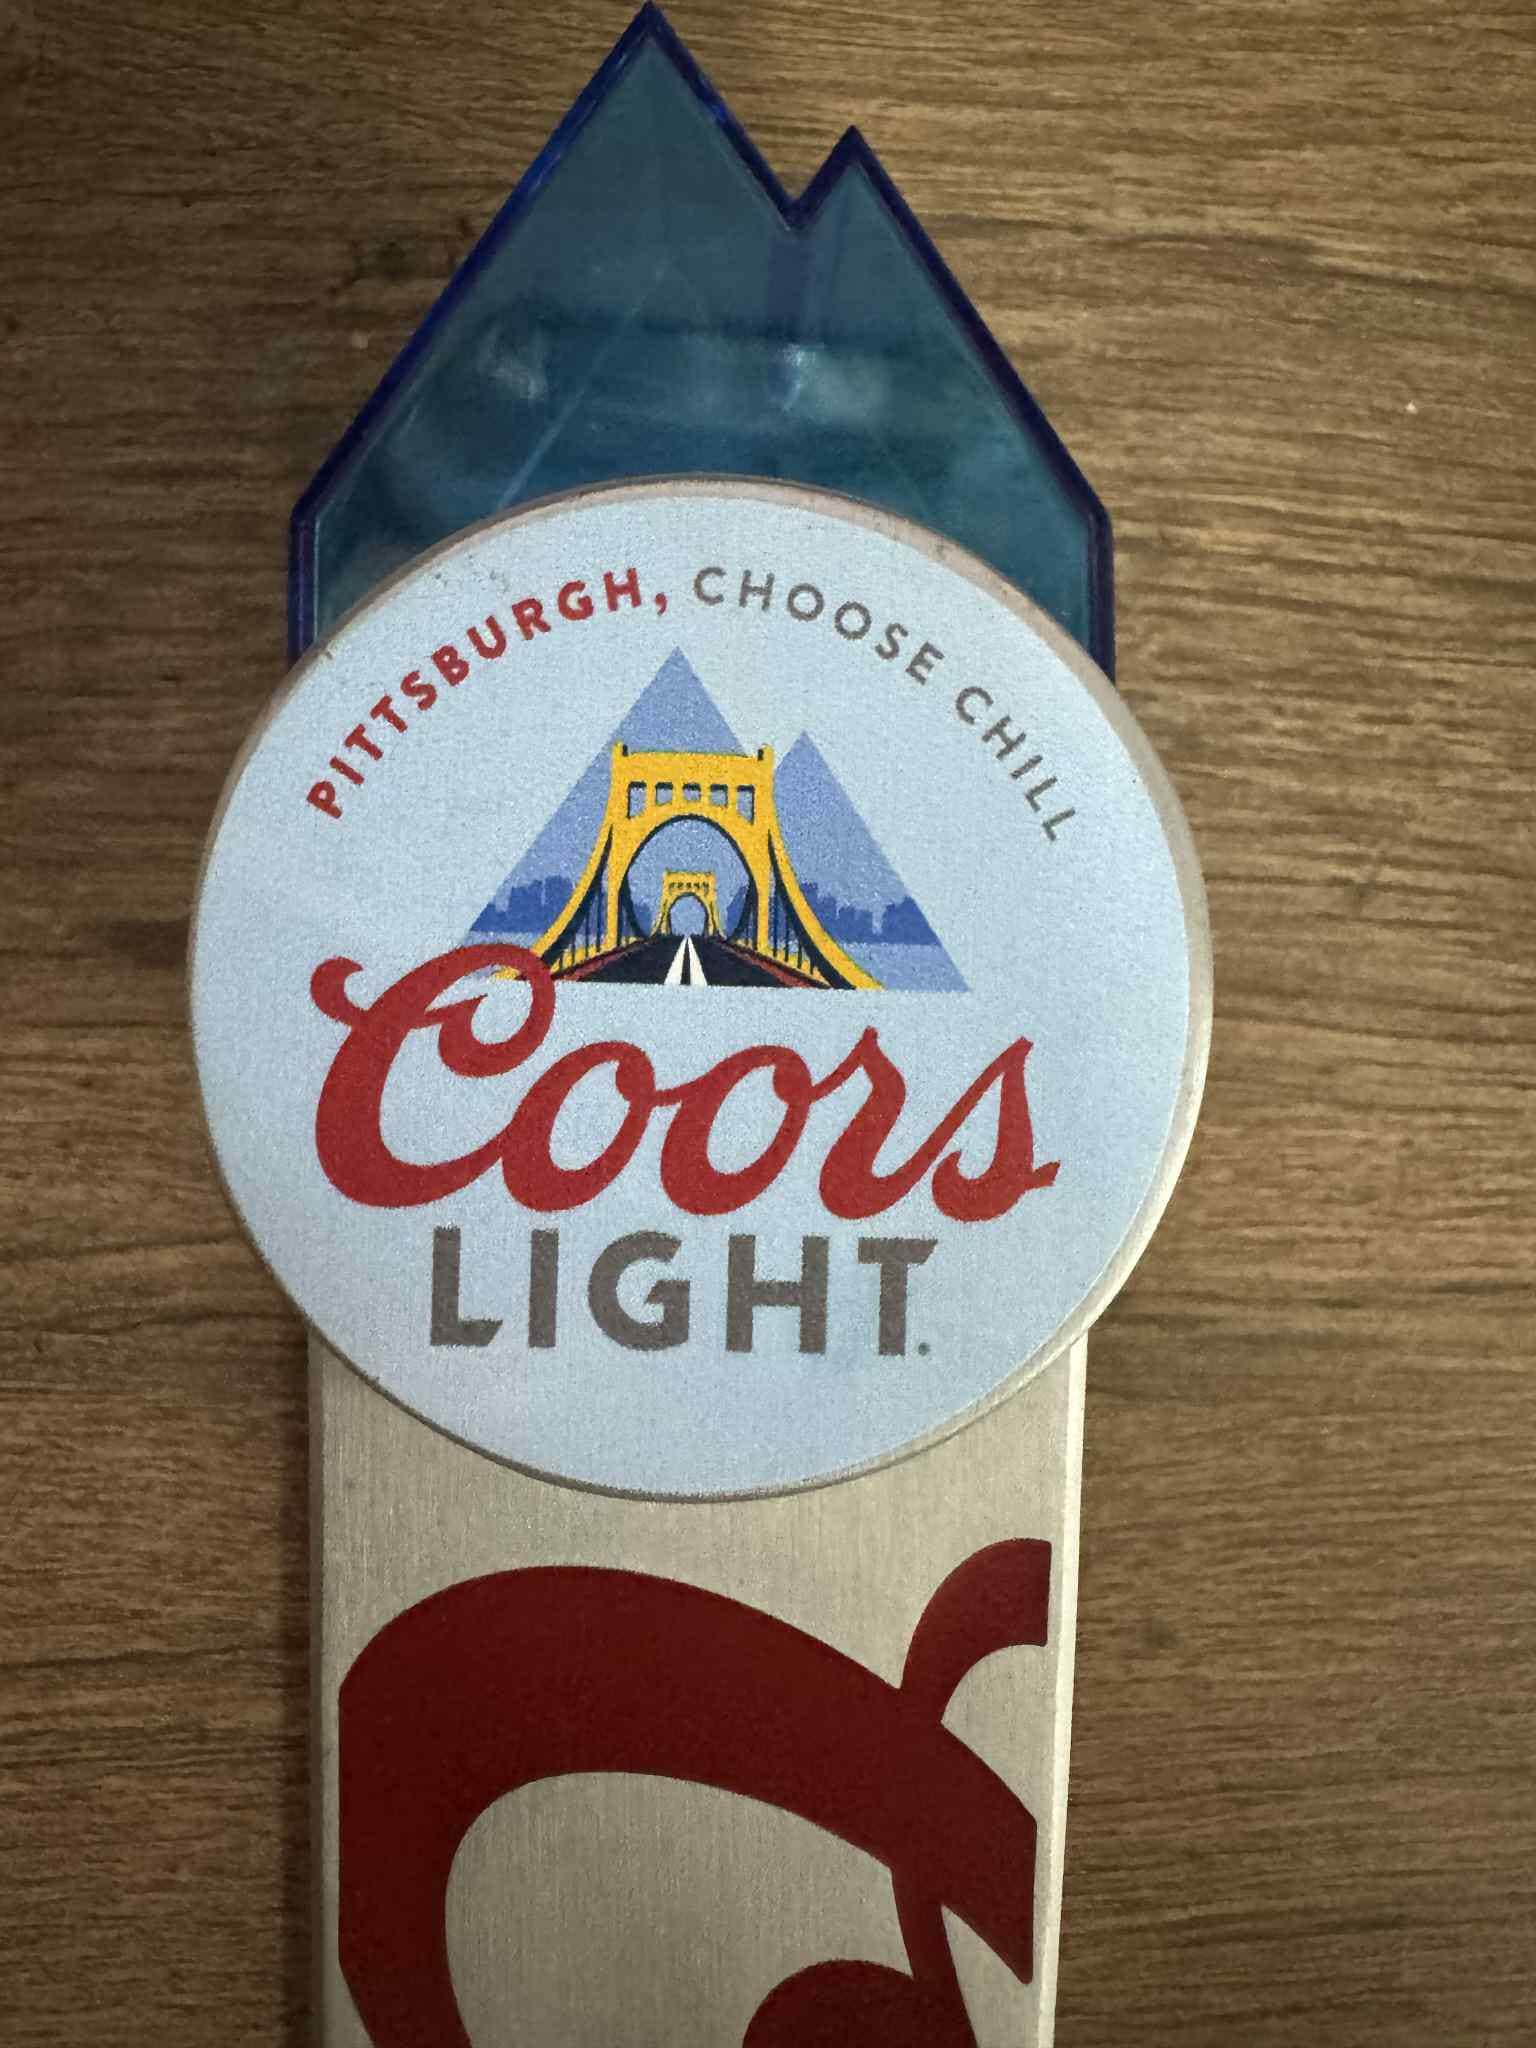 PITTSBURGH, CHOOSE CHILL
Coors
LIGHT.